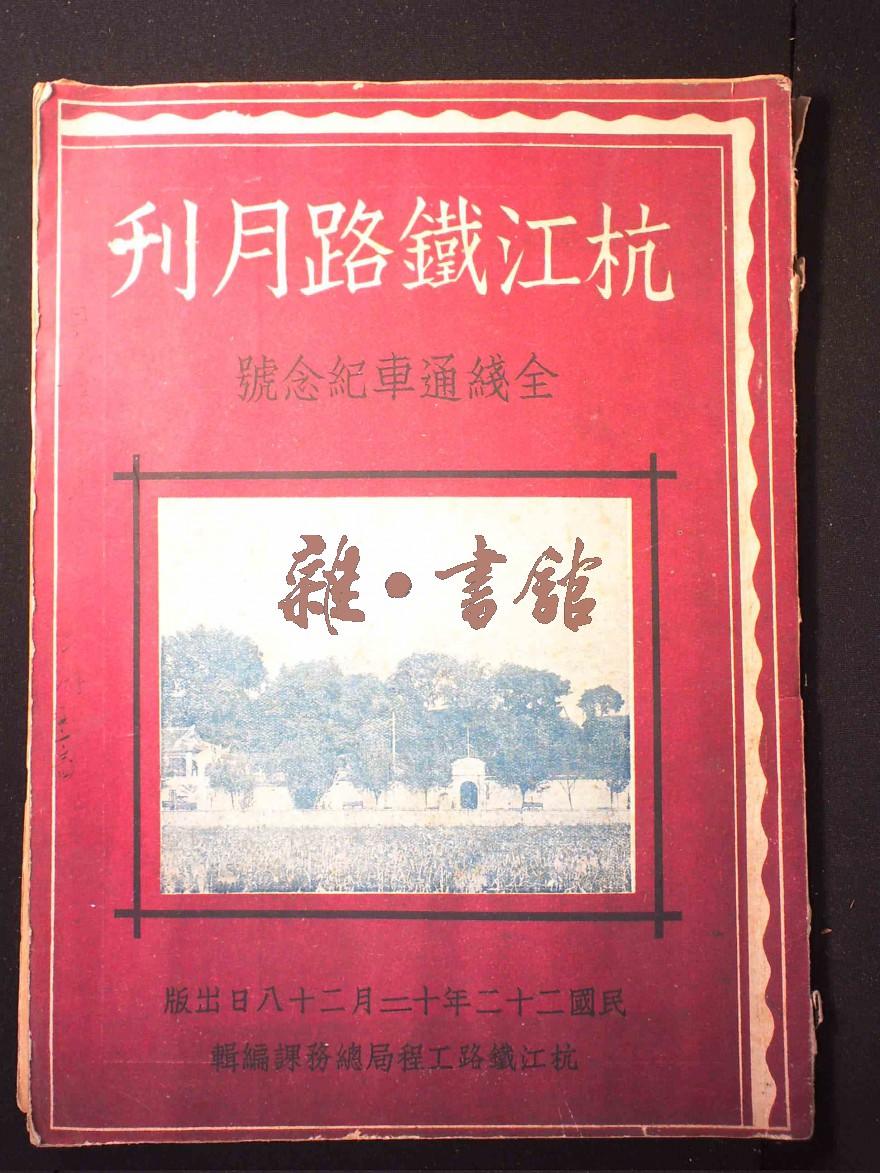 杭江鐵路月刊
全綫通車紀念號
雜·書館
民國二十二年十二月二十八日出版
杭江鐵路工程局總務課編輯